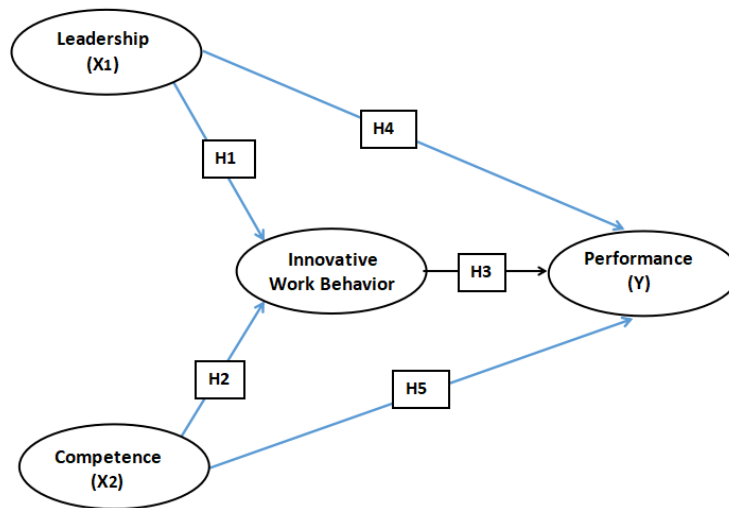 Leadership
(X1)
H4
H1
Innovative
Work Behavior
H3
Performance
(Y)
H2
H5
Competence
(X2)